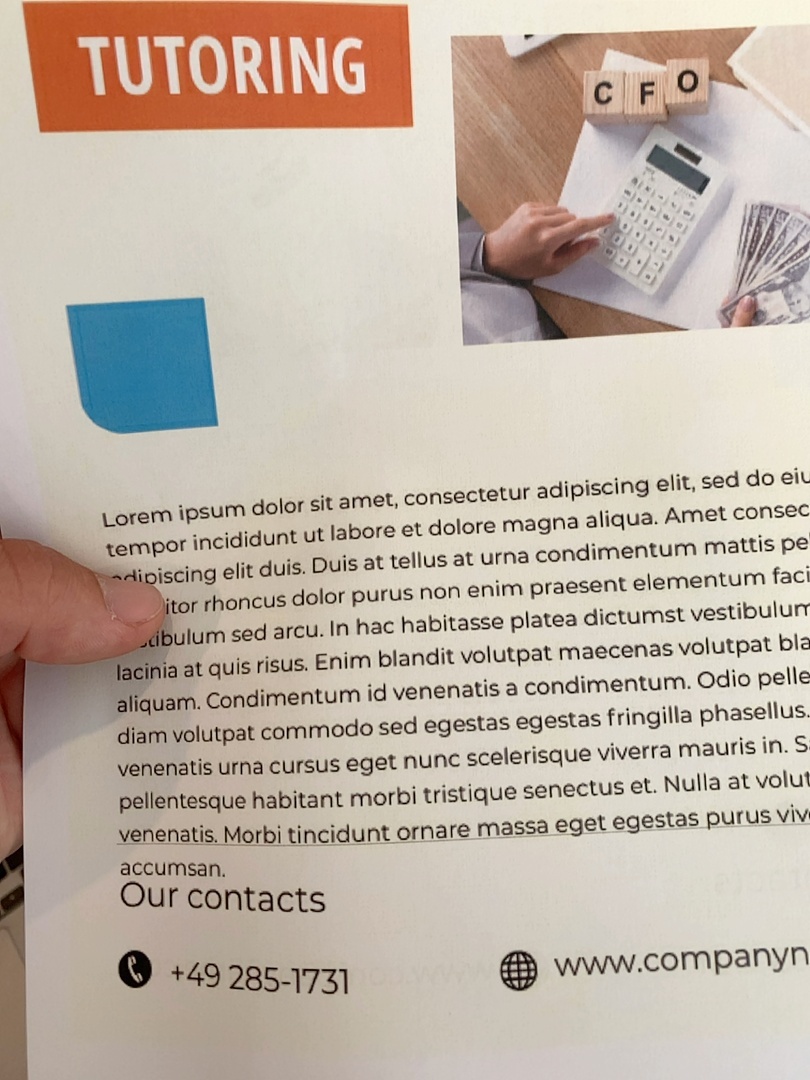 TUTORING
C F O
Lorem ipsum dolor sit amet, consectetur adipiscing elit, sed do eiu
tempor incididunt ut labore et dolore magna aliqua. Amet consec
adipiscing elit duis. Duis at tellus at urna condimentum mattis pel
itor rhoncus dolor purus non enim praesent elementum faci
tibulum sed arcu. In hac habitasse platea dictumst vestibulum
lacinia at quis risus. Enim blandit volutpat maecenas volutpat bla
aliquam. Condimentum id venenatis a condimentum. Odio pelle
diam volutpat commodo sed egestas egestas fringilla phasellus.
venenatis urna cursus eget nunc scelerisque viverra mauris in. S
pellentesque habitant morbi tristique senectus et. Nulla at volut
venenatis. Morbi tincidunt ornare massa eget egestas purus viv
accumsan.
Our contacts
+49 285-1731
www.companyn